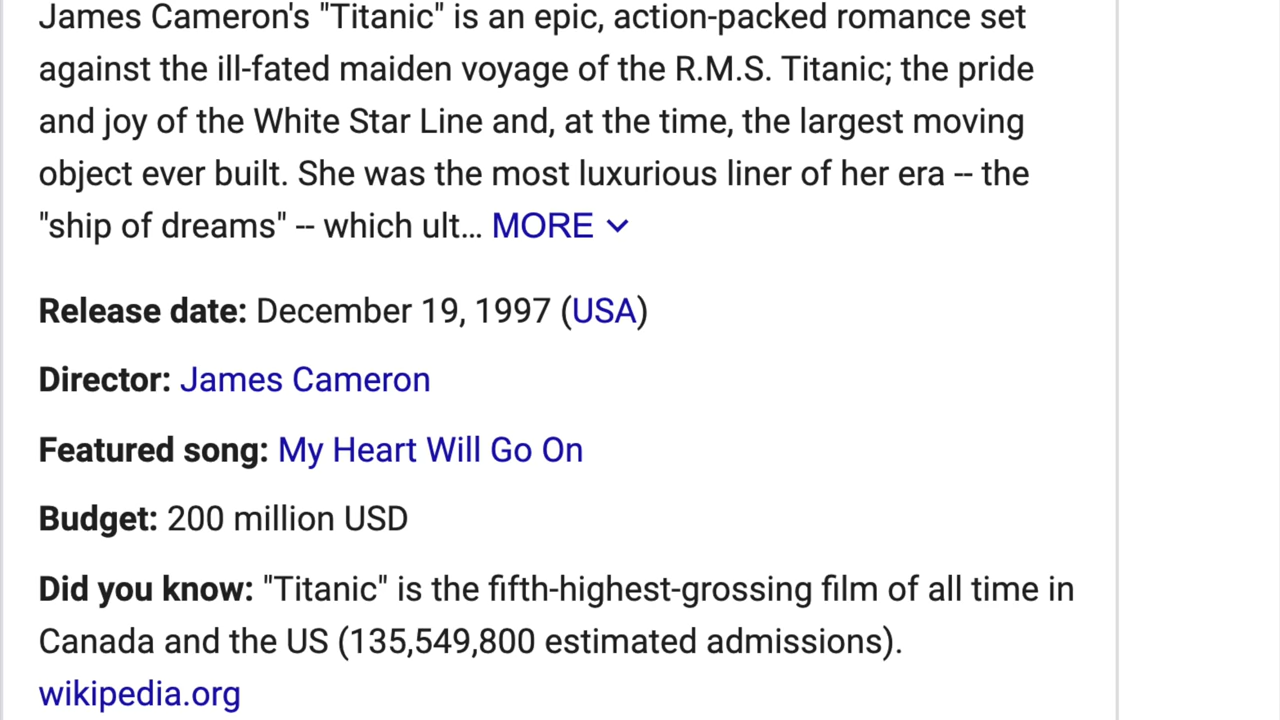 James Cameron's "Titanic" is an epic, action-packed romance set
against the ill-fated maiden voyage of the R.M.S. Titanic; the pride
and joy of the White Star Line and, at the time, the largest moving
object ever built. She was the most luxurious liner of her era -- the
"ship of dreams" -- which ult... MORE
Release date: December 19, 1997 (USA)
Director: James Cameron
Featured song: My Heart Will Go On
Budget: 200 million USD
Did you know: "Titanic" is the fifth-highest-grossing film of all time in
Canada and the US (135,549,800 estimated admissions).
wikipedia.org